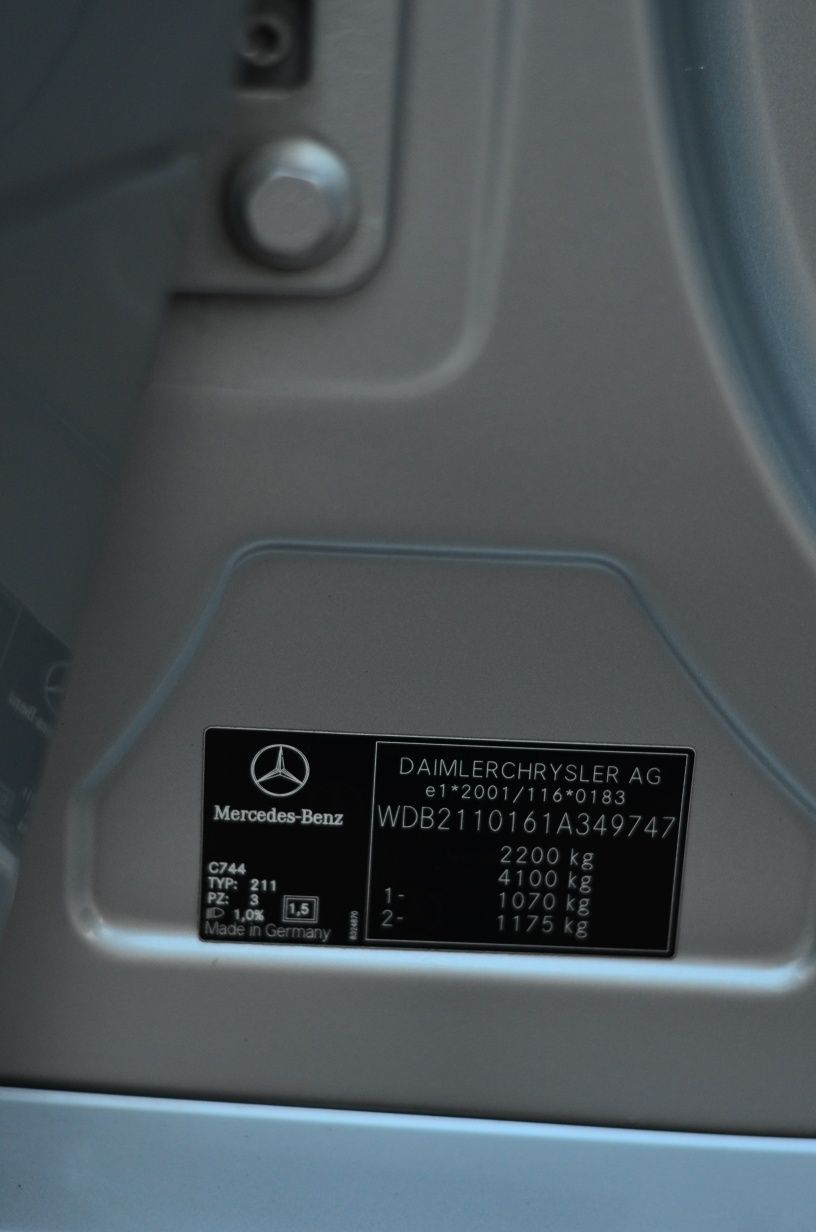 Mercedes-Benz
C744
TYP: 211
PZ: 3
1,0% 1,5
Made in Germany
DAIMLERCHRYSLER AG
e1*2001/116*0183
WDB2110161A349747
2200 kg
4100 kg
1- 1070 kg
2- 1175 kg